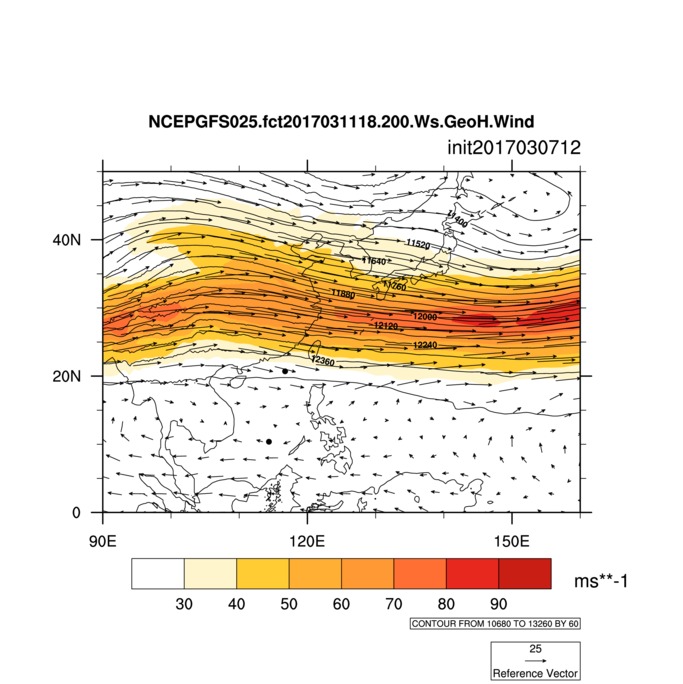 NCEPGFS025.fct2017031118.200.Ws.GeoH.Wind
init2017030712
40N
20N
0
11400
11520
11640
11760
11880
12000
12120
12240
12360
90E 120E 150E
30 40 50 60 70 80 90
ms**-1
CONTOUR FROM 10680 TO 13260 BY 60
25
Reference Vector